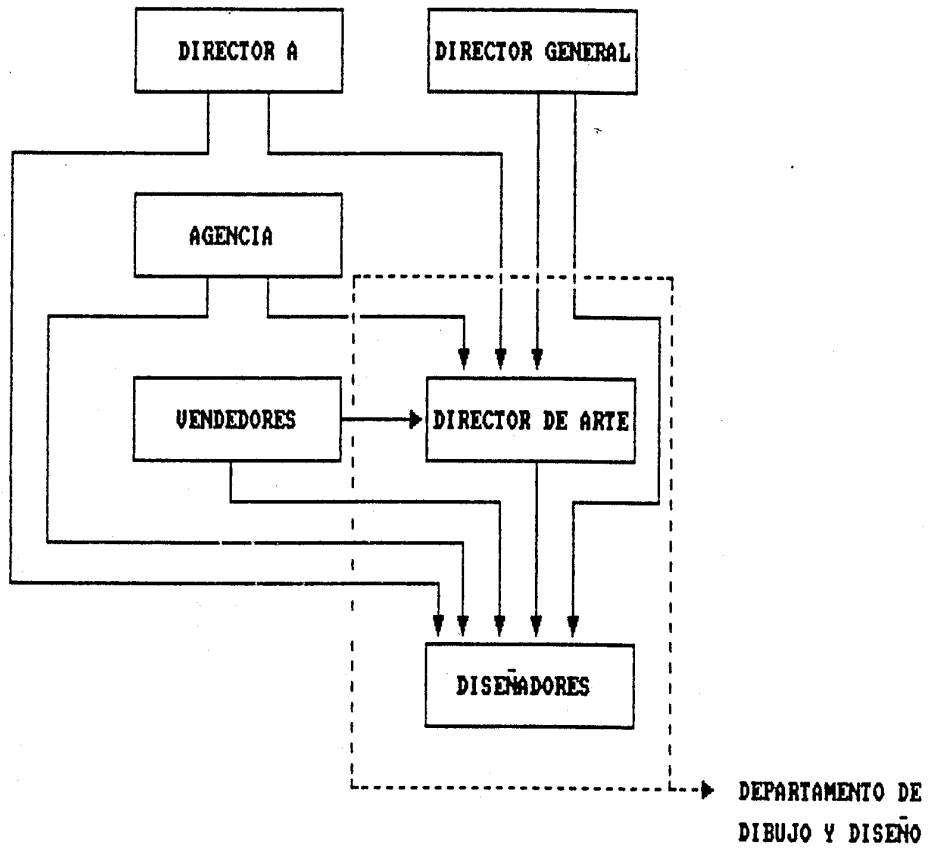 DIRECTOR A
DIRECTOR GENERAL
AGENCIA
VENDEDORES
DIRECTOR DE ARTE
DISEÑADORES
DEPARTAMENTO DE
DIBUJO Y DISEÑO